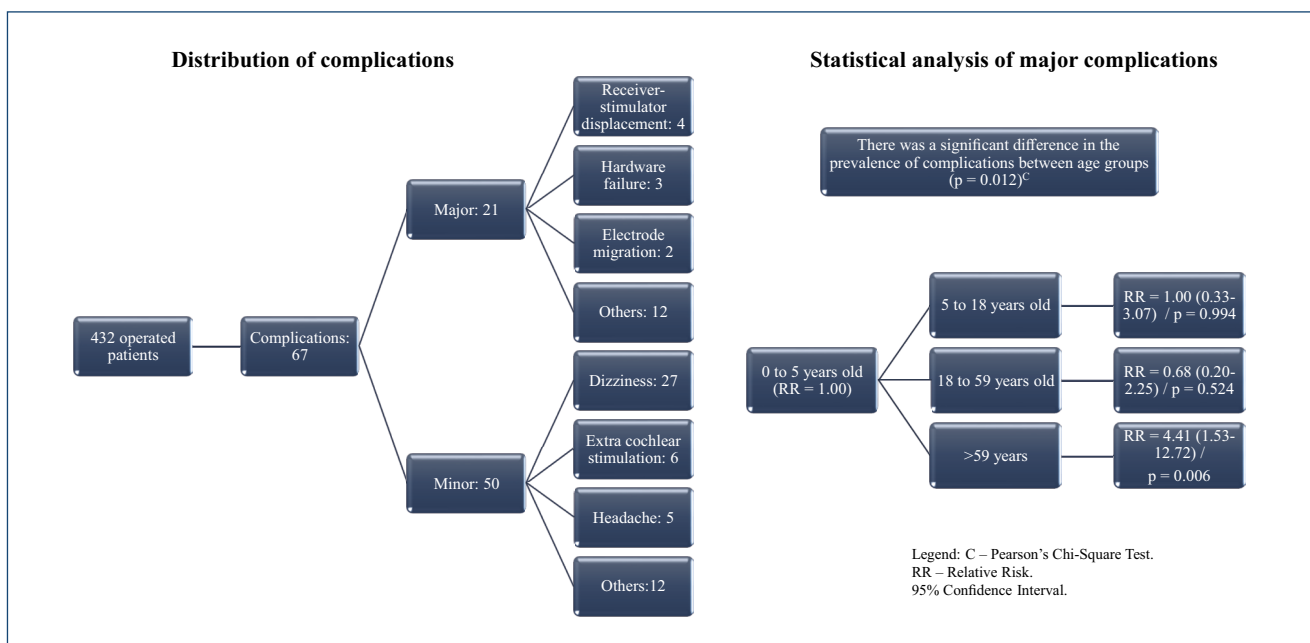 Distribution of complications
432 operated
patients
Complications:
67
Major: 21
Receiver-
stimulator
displacement: 4
Hardware
failure: 3
Electrode
migration: 2
Others: 12
Minor: 50
Dizziness: 27
Extra cochlear
stimulation: 6
Headache: 5
Others:12
Statistical analysis of major complications
There was a significant difference in the
prevalence of complications between age groups
(p = 0.012)C
0 to 5 years old
(RR = 1.00)
5 to 18 years old
RR = 1.00 (0.33-
3.07) / p = 0.994
18 to 59 years old
RR = 0.68 (0.20-
2.25) / p = 0.524
>59 years
RR = 4.41 (1.53-
12.72) /
p = 0.006
Legend: C – Pearson's Chi-Square Test.
RR – Relative Risk.
95% Confidence Interval.